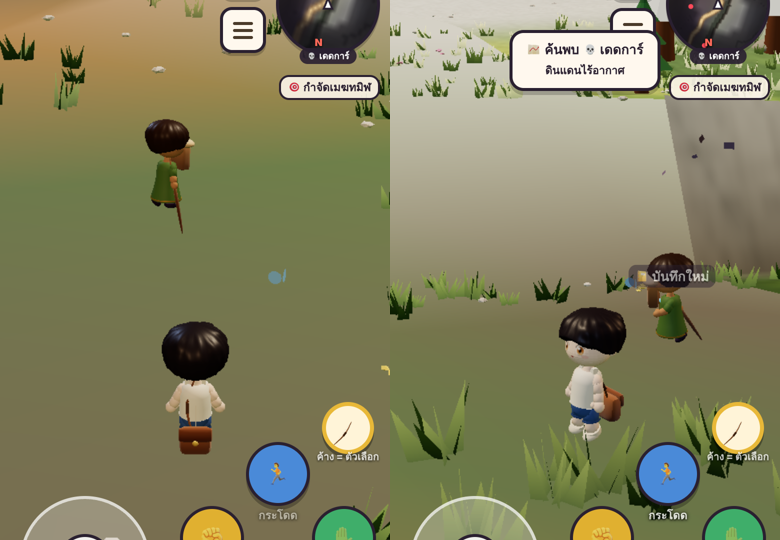 N
💀 เดดการ์
🎯 กำจัดเมฆทมิฬ
ค้าง = ตัวเลือก
กระโดด
🗺️ ค้นพบ 💀 เดดการ์
ดินแดนไร้อากาศ
N
💀 เดดการ์
🎯 กำจัดเมฆทมิฬ
📔 บันทึกใหม่
ค้าง = ตัวเลือก
กระโดด